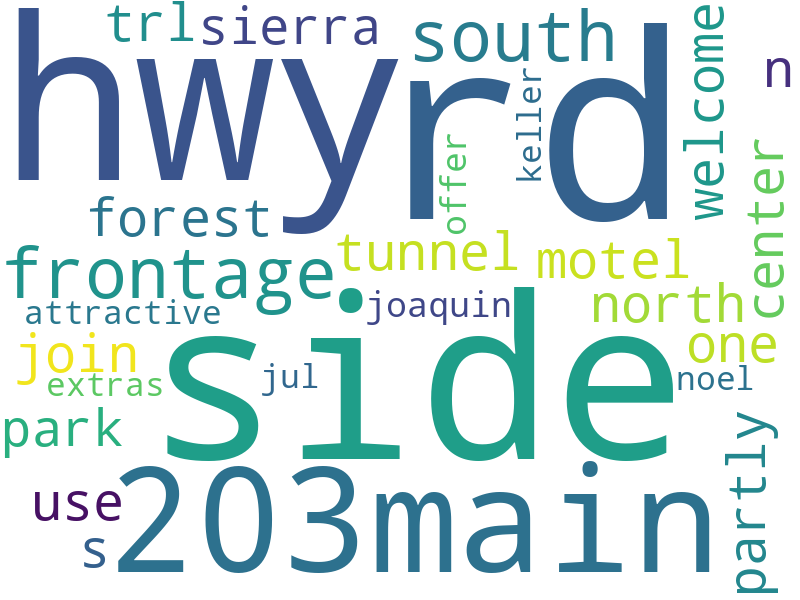 trl sierra south
hwy rd
n
welcome
keller
offer
center
forest
frontage tunnel motel
attractive joaquin north
join side one
extras jul noel
park
use 203 main
s
partly